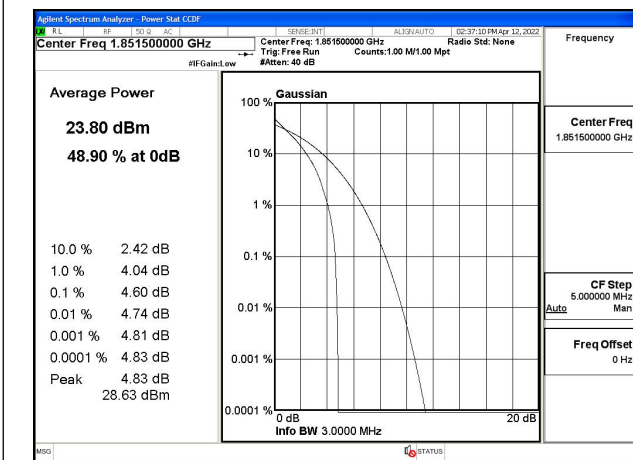 Agilent Spectrum Analyzer - Power Stat CCDF
RL RF 50 Ω AC SENSE:INT ALIGN AUTO 02:37:10 PM Apr 12, 2022
Center Freq 1.851500000 GHz
Center Freq: 1.851500000 GHz Radio Std: None
Trig: Free Run Counts:1.00 M/1.00 Mpt
#IFGain:Low #Atten: 40 dB
Frequency
Average Power
23.80 dBm
48.90 % at 0dB
10.0 % 2.42 dB
1.0 % 4.04 dB
0.1 % 4.60 dB
0.01 % 4.74 dB
0.001 % 4.81 dB
0.0001 % 4.83 dB
Peak 4.83 dB
28.63 dBm
Gaussian
100 %
10 %
1 %
0.1 %
0.01 %
0.001 %
0.0001 %
0 dB 20 dB
Info BW 3.0000 MHz
Center Freq
1.851500000 GHz
CF Step
5.000000 MHz
Auto Man
Freq Offset
0 Hz
MSG STATUS